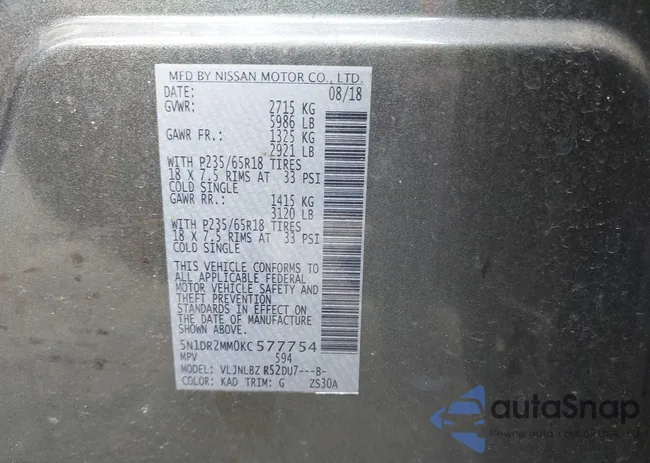 MFD BY NISSAN MOTOR CO., LTD.
DATE: 08/18
GVWR: 2715 KG
5986 LB
GAWR FR.: 1325 KG
2921 LB
WITH P235/65R18 TIRES
18 X 7.5 RIMS AT 33 PSI
COLD SINGLE
GAWR RR.: 1415 KG
3120 LB
WITH P235/65R18 TIRES
18 X 7.5 RIMS AT 33 PSI
COLD SINGLE
THIS VEHICLE CONFORMS TO
ALL APPLICABLE FEDERAL
MOTOR VEHICLE SAFETY AND
THEFT PREVENTION
STANDARDS IN EFFECT ON
THE DATE OF MANUFACTURE
SHOWN ABOVE.
5N1DR2MM0KC577754
MPV 594
MODEL: VLJNLBZ R52DU7---B-
COLOR: KAD TRIM: G ZS30A
autaSnap
Pewne auta i